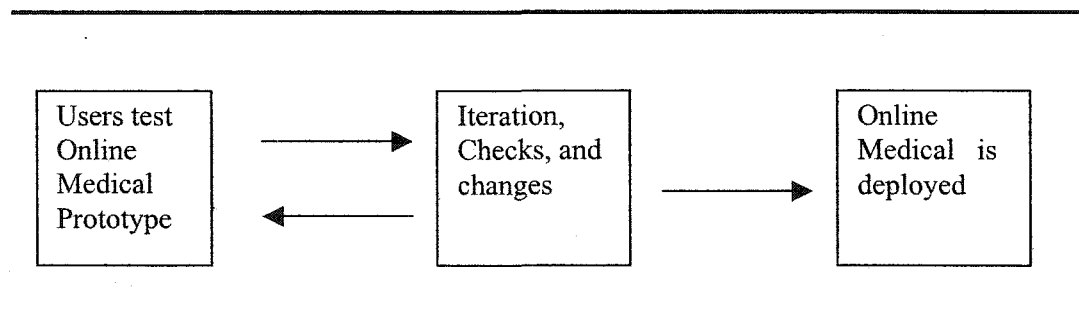 Users test
Online
Medical
Prototype
Iteration,
Checks, and
changes
Online
Medical is
deployed